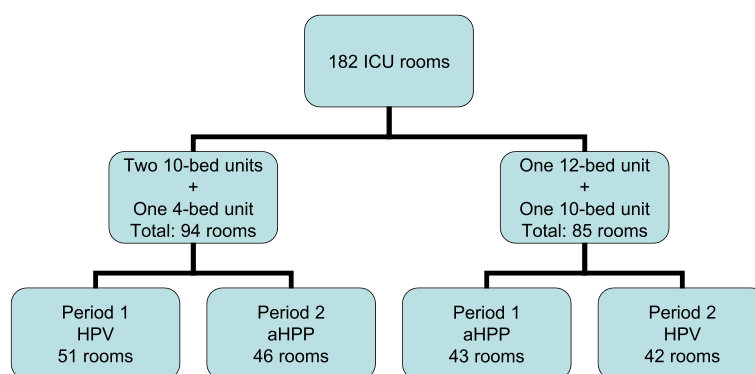 182 ICU rooms
Two 10-bed units
+
One 4-bed unit
Total: 94 rooms
One 12-bed unit
+
One 10-bed unit
Total: 85 rooms
Period 1
HPV
51 rooms
Period 2
aHPP
46 rooms
Period 1
aHPP
43 rooms
Period 2
HPV
42 rooms